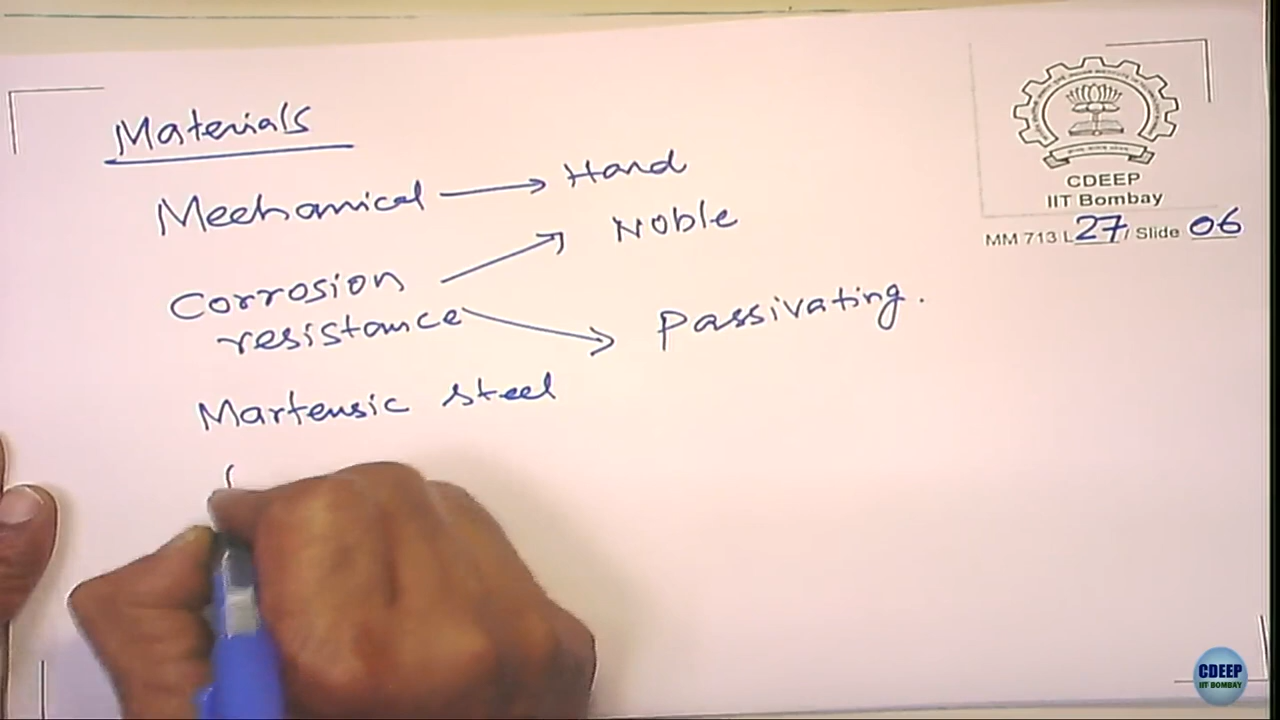 Materials
Mechanical → Hard
Corrosion resistance → Noble
→ Passivating.
Martensic steel
(
CDEEP
IIT Bombay
MM 713 L 27 / Slide 06
CDEEP
IIT BOMBAY